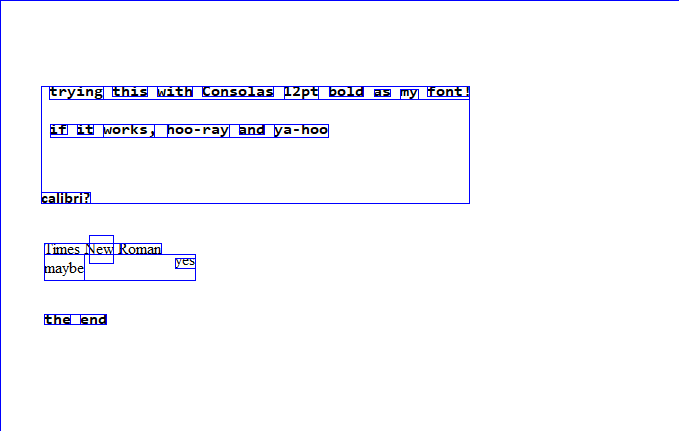 trying this with Consolas 12pt bold as my font!
if it works, hoo-ray and ya-hoo
calibri?
Times New Roman
maybe yes
the end